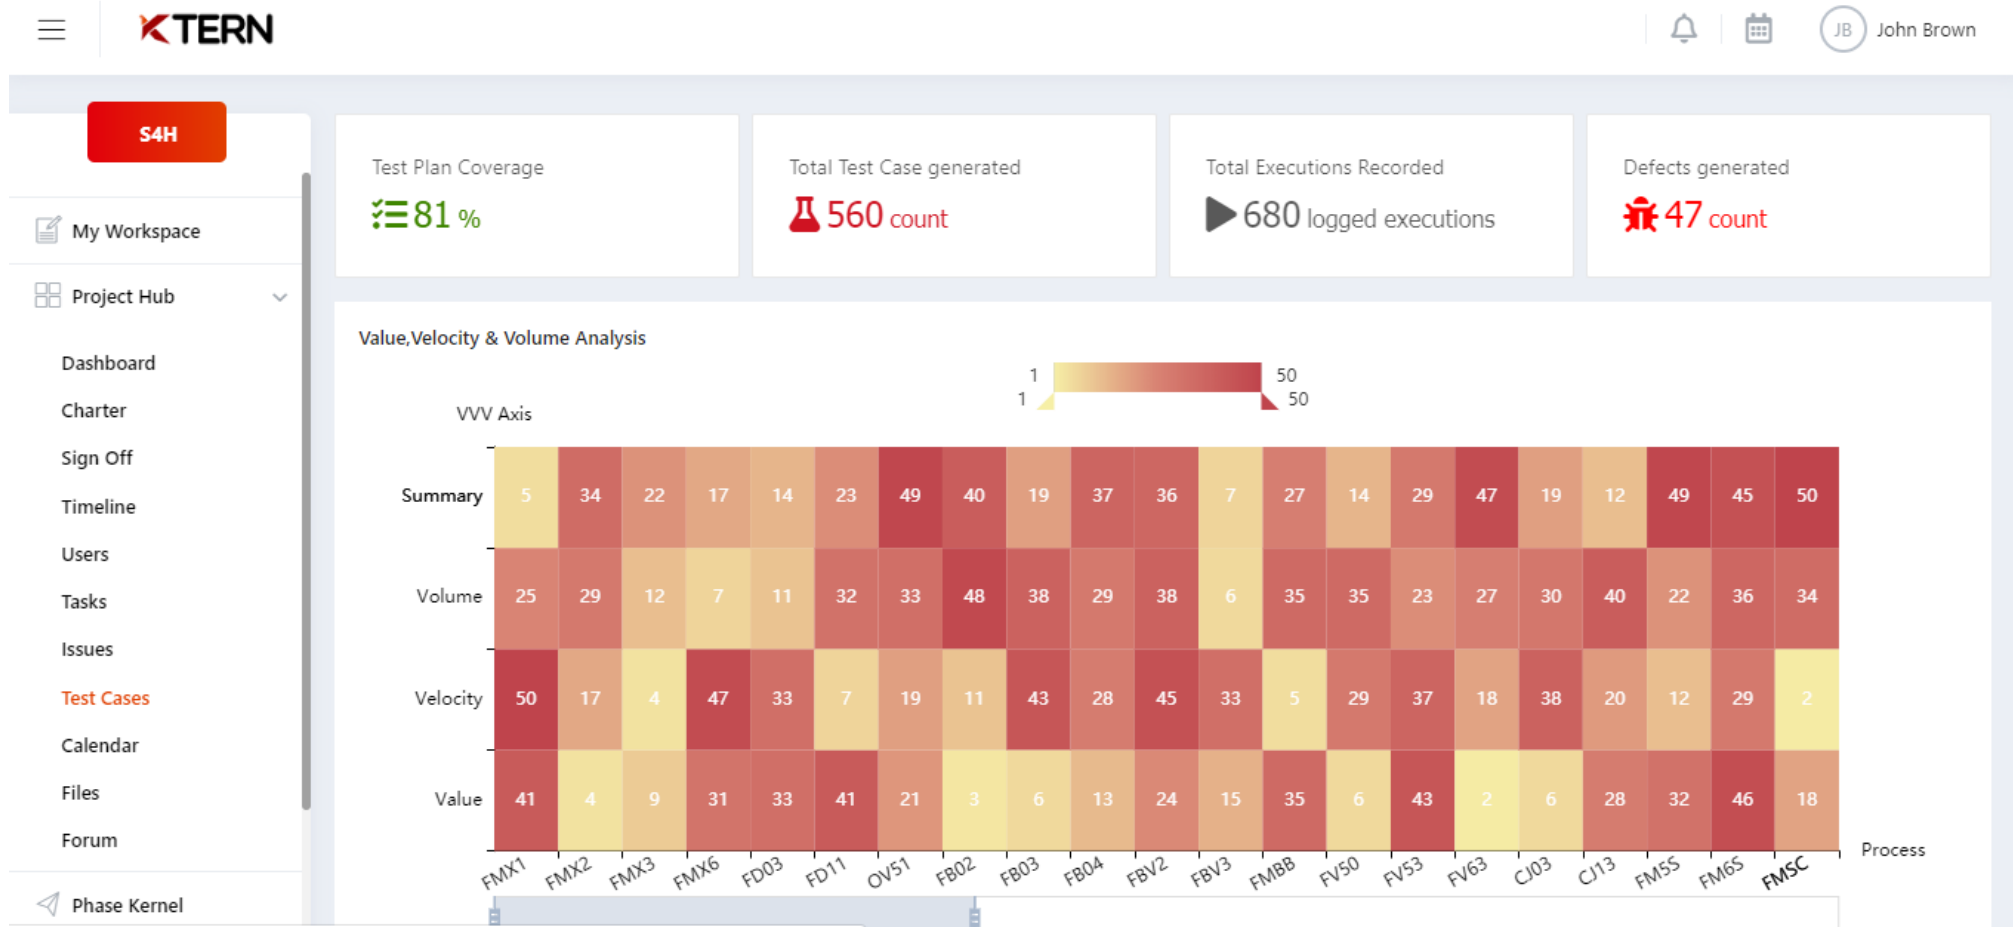 KTERN
JB John Brown
S4H
My Workspace
Project Hub
Dashboard
Charter
Sign Off
Timeline
Users
Tasks
Issues
Test Cases
Calendar
Files
Forum
Phase Kernel
Test Plan Coverage
81 %
Total Test Case generated
560 count
Total Executions Recorded
680 logged executions
Defects generated
47 count
Value,Velocity & Volume Analysis
1 50
1 50
VVV Axis
Summary 5 34 22 17 14 23 49 40 19 37 36 7 27 14 29 47 19 12 49 45 50
Volume 25 29 12 7 11 32 33 48 38 29 38 6 35 35 23 27 30 40 22 36 34
Velocity 50 17 4 47 33 7 19 11 43 28 45 33 5 29 37 18 38 20 12 29 2
Value 41 4 9 31 33 41 21 3 6 13 24 15 35 6 43 2 6 28 32 46 18
Process
FMX1 FMX2 FMX3 FMX6 FD03 FD11 OV51 FB02 FB03 FB04 FBV2 FBV3 FMBB FV50 FV53 FV63 CJ03 CJ13 FM5S FM6S FMSC